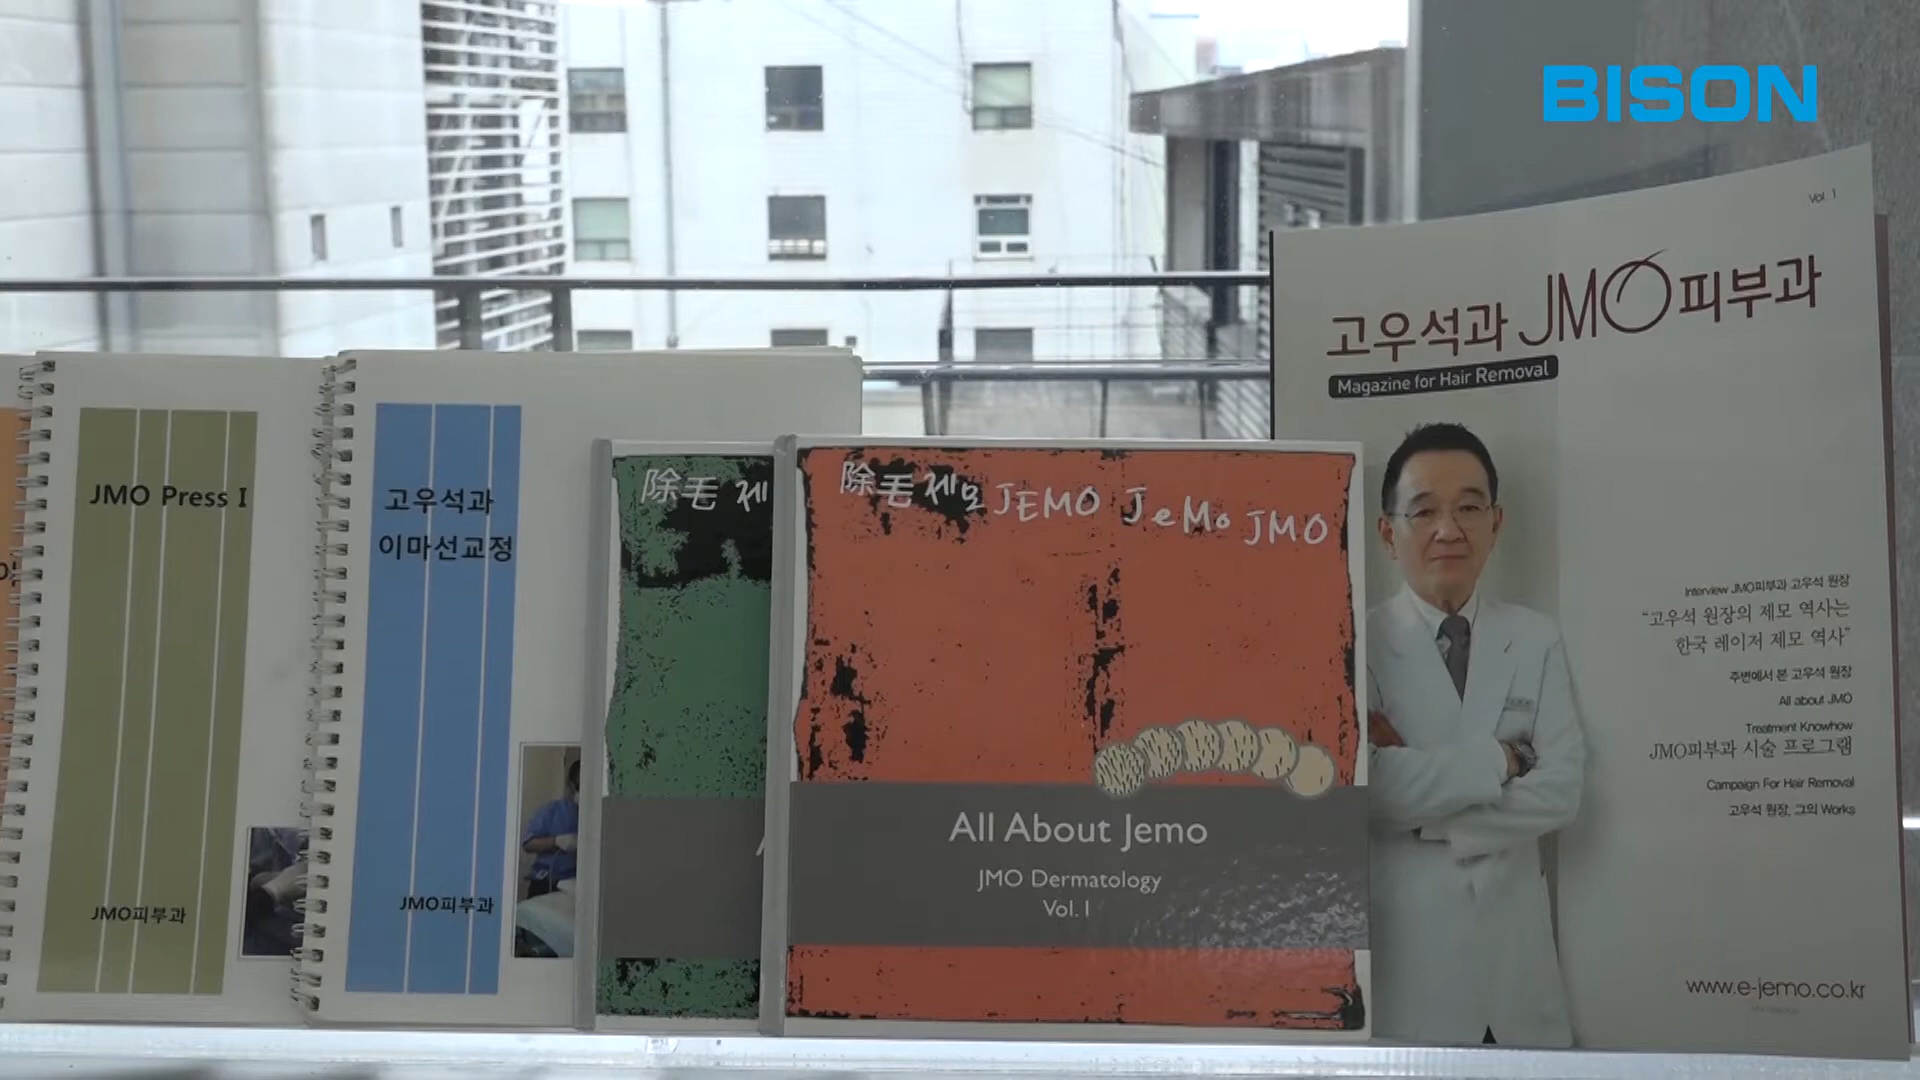 BISON
JMO Press I
JMO피부과
고우석과
이마선교정
JMO피부과
除毛 제
除毛 제모 JEMO JeMo JMO
All About Jemo
JMO Dermatology
Vol. I
Vol. 1
고우석과 JMO 피부과
Magazine for Hair Removal
Interview JMO피부과 고우석 원장
“고우석 원장의 제모 역사는
한국 레이저 제모 역사”
주변에서 본 고우석 원장
All about JMO
Treatment Knowhow
JMO피부과 시술 프로그램
Campaign For Hair Removal
고우석 원장, 그의 Works
www.e-jemo.co.kr